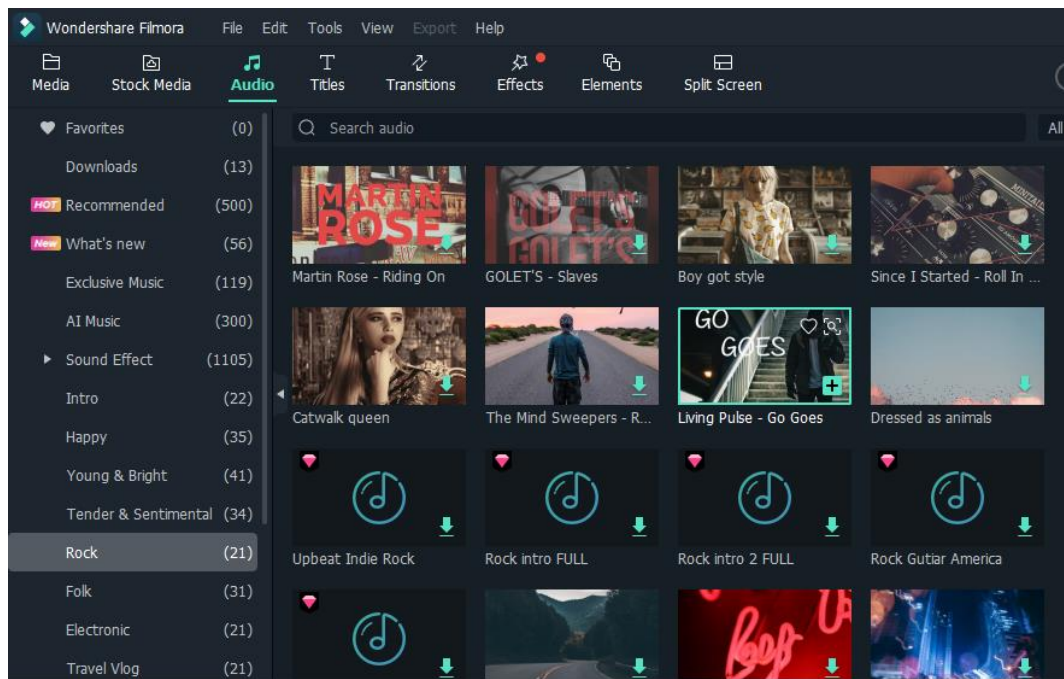 Wondershare Filmora File Edit Tools View Export Help
Media Stock Media Audio Titles Transitions Effects Elements Split Screen
Favorites (0)
Downloads (13)
HOT Recommended (500)
New What's new (56)
Exclusive Music (119)
AI Music (300)
Sound Effect (1105)
Intro (22)
Happy (35)
Young & Bright (41)
Tender & Sentimental (34)
Rock (21)
Folk (31)
Electronic (21)
Travel Vlog (21)
Search audio
All
MARTIN
ROSE
GOLET'S
GOLET'S
MINITAUR
Martin Rose - Riding On GOLET'S - Slaves Boy got style Since I Started - Roll In ...
GO
GOES
Catwalk queen The Mind Sweepers - R... Living Pulse - Go Goes Dressed as animals
Upbeat Indie Rock Rock intro FULL Rock intro 2 FULL Rock Gutiar America